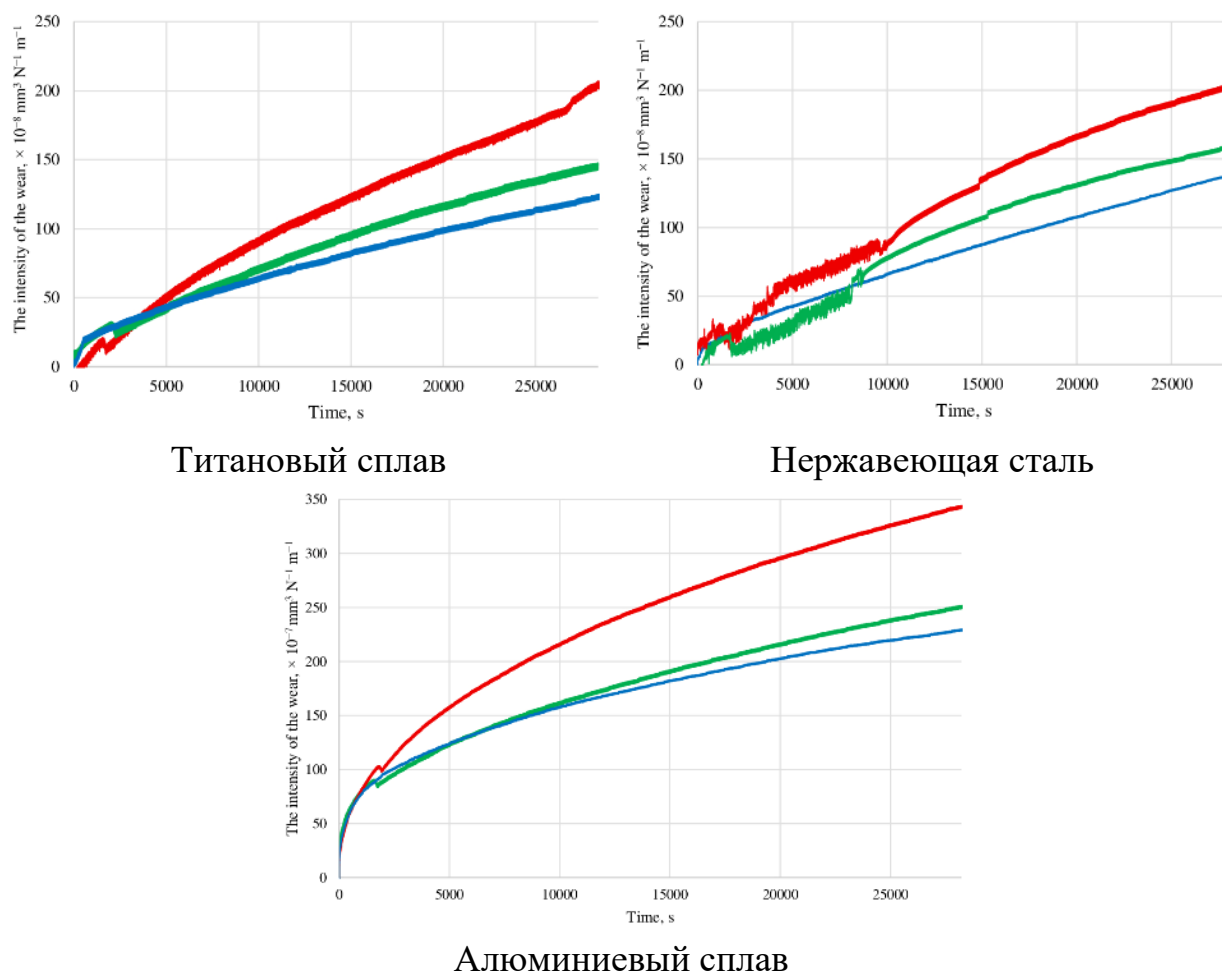 The intensity of the wear, × 10⁻⁸ mm³ N⁻¹ m⁻¹
250
200
150
100
50
0
0 5000 10000 15000 20000 25000
Time, s
Титановый сплав
The intensity of the wear, × 10⁻⁸ mm³ N⁻¹ m⁻¹
250
200
150
100
50
0
0 5000 10000 15000 20000 25000
Time, s
Нержавеющая сталь
The intensity of the wear, × 10⁻⁷ mm³ N⁻¹ m⁻¹
350
300
250
200
150
100
50
0
0 5000 10000 15000 20000 25000
Time, s
Алюминиевый сплав